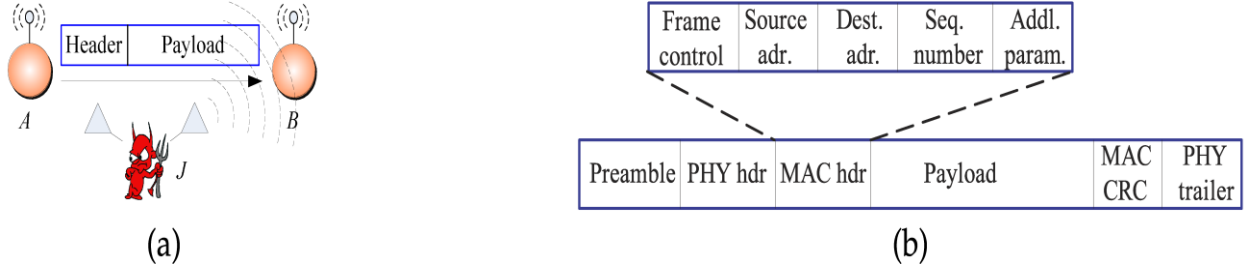 Header Payload
A
B
J
(a)
Frame control
Source adr.
Dest. adr.
Seq. number
Addl. param.
Preamble
PHY hdr
MAC hdr
Payload
MAC CRC
PHY trailer
(b)